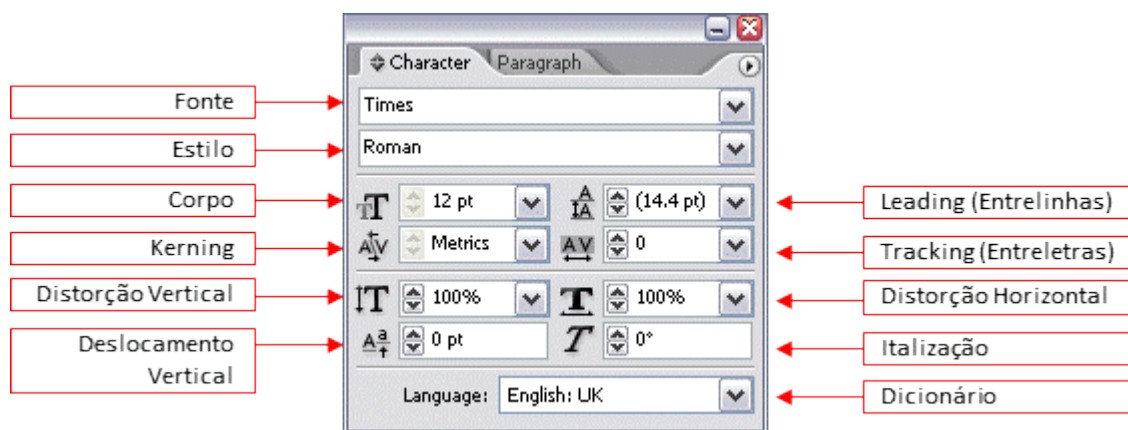 Character Paragraph
Fonte Times
Estilo Roman
Corpo 12 pt (14.4 pt) Leading (Entrelinhas)
Kerning Metrics 0 Tracking (Entreletras)
Distorção Vertical 100% 100% Distorção Horizontal
Deslocamento 0 pt 0° Italização
Vertical
Language: English: UK Dicionário